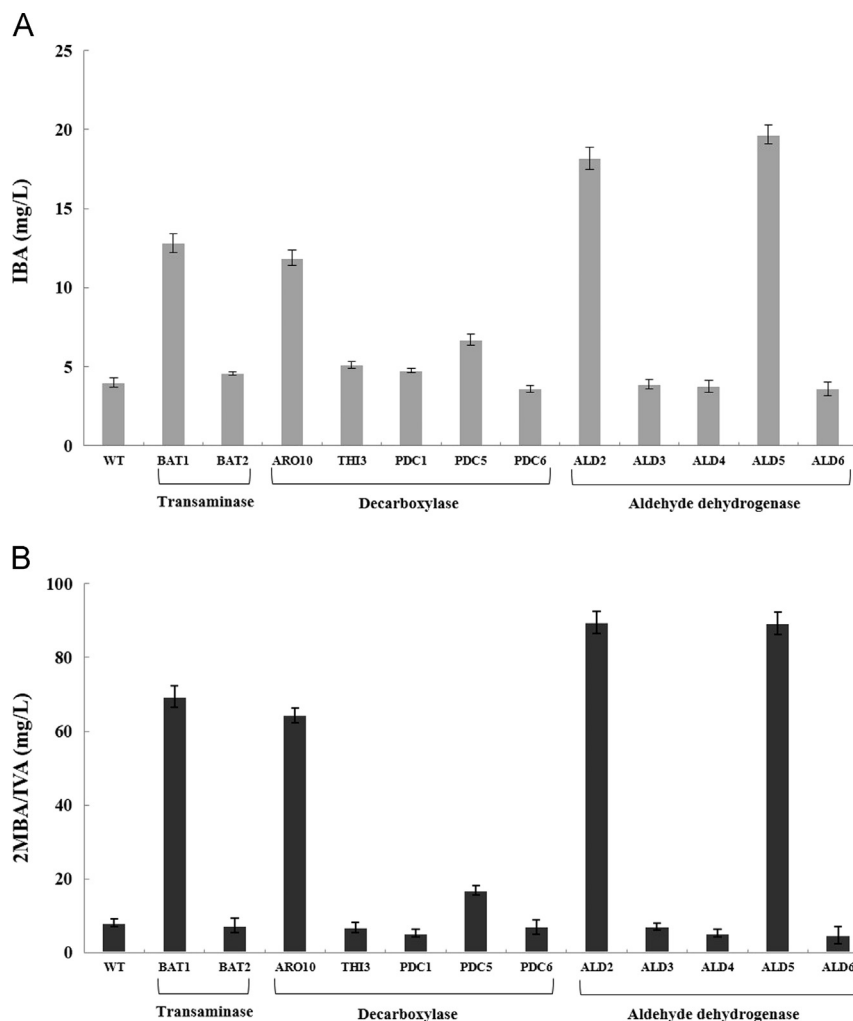 A
25
20
15
10
5
0
IBA (mg/L)
WT BAT1 BAT2 ARO10 THI3 PDC1 PDC5 PDC6 ALD2 ALD3 ALD4 ALD5 ALD6
Transaminase Decarboxylase Aldehyde dehydrogenase
B
100
80
60
40
20
0
2MBA/IVA (mg/L)
WT BAT1 BAT2 ARO10 THI3 PDC1 PDC5 PDC6 ALD2 ALD3 ALD4 ALD5 ALD6
Transaminase Decarboxylase Aldehyde dehydrogenase